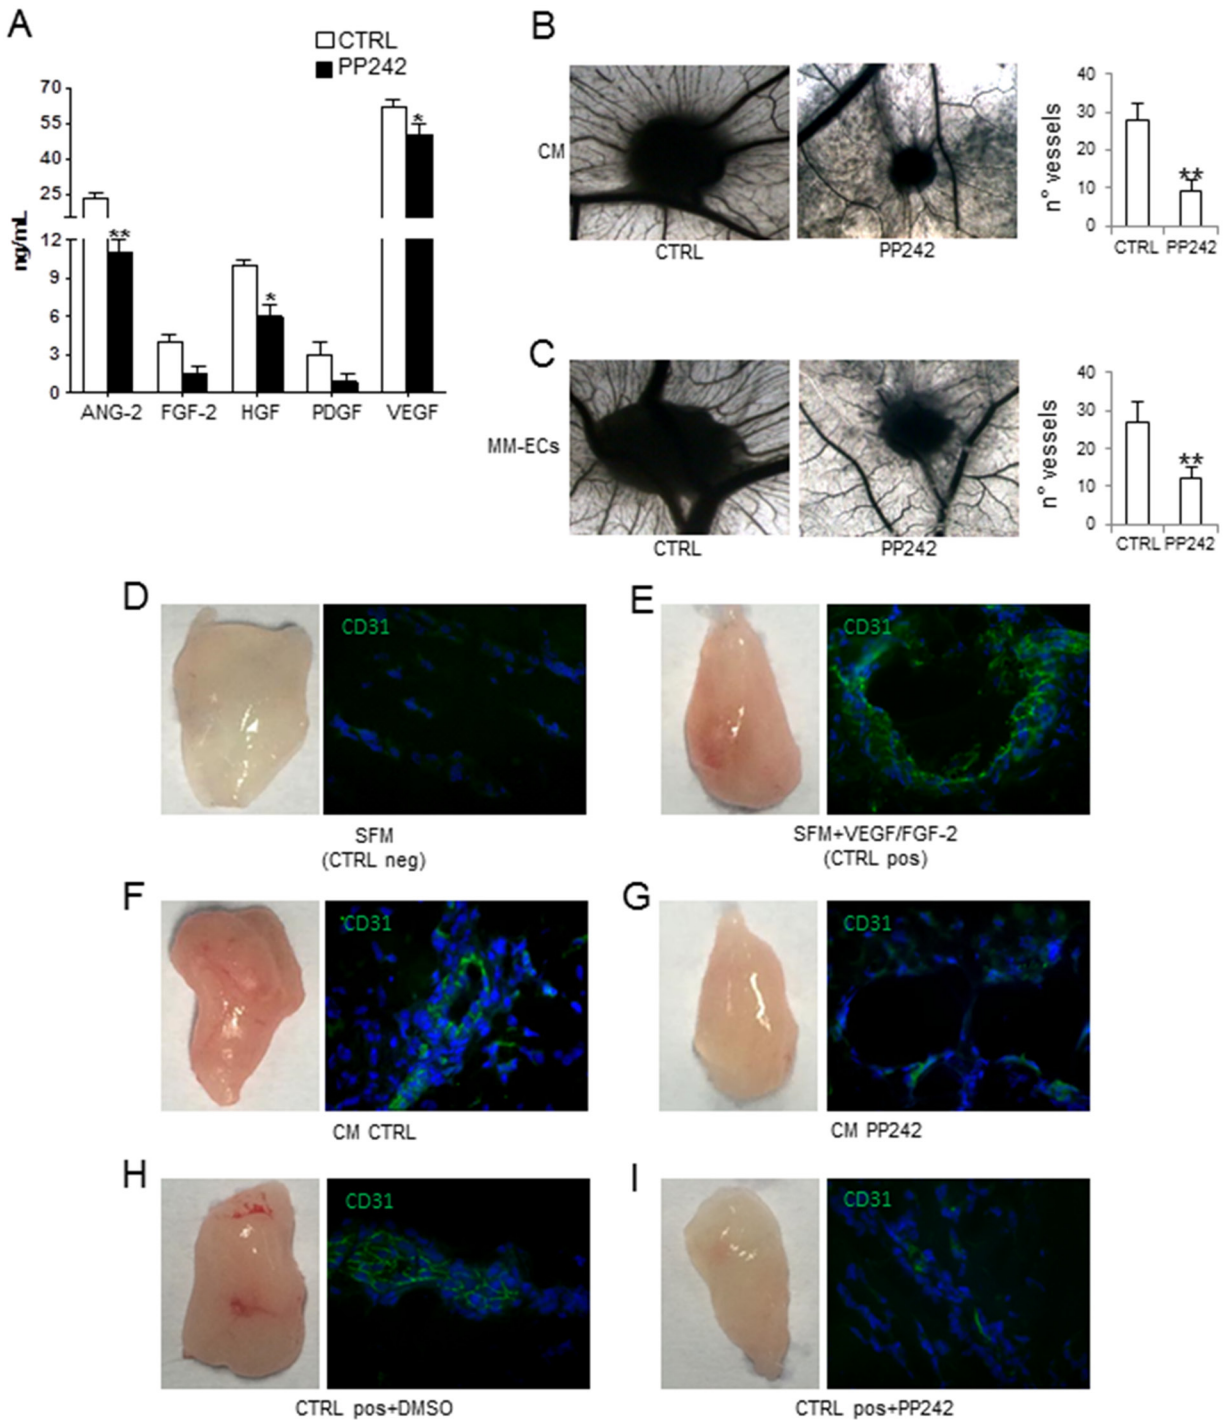 A
CTRL
PP242
ng/mL
70
55
40
25
12
9
6
3
0
**
*
*
ANG-2 FGF-2 HGF PDGF VEGF
B
CM
CTRL
PP242
n° vessels
40
30
20
10
0
**
CTRL PP242
C
MM-ECs
CTRL
PP242
n° vessels
40
30
20
10
0
**
CTRL PP242
D
CD31
SFM
(CTRL neg)
E
CD31
SFM+VEGF/FGF-2
(CTRL pos)
F
CD31
CM CTRL
G
CD31
CM PP242
H
CD31
CTRL pos+DMSO
I
CD31
CTRL pos+PP242